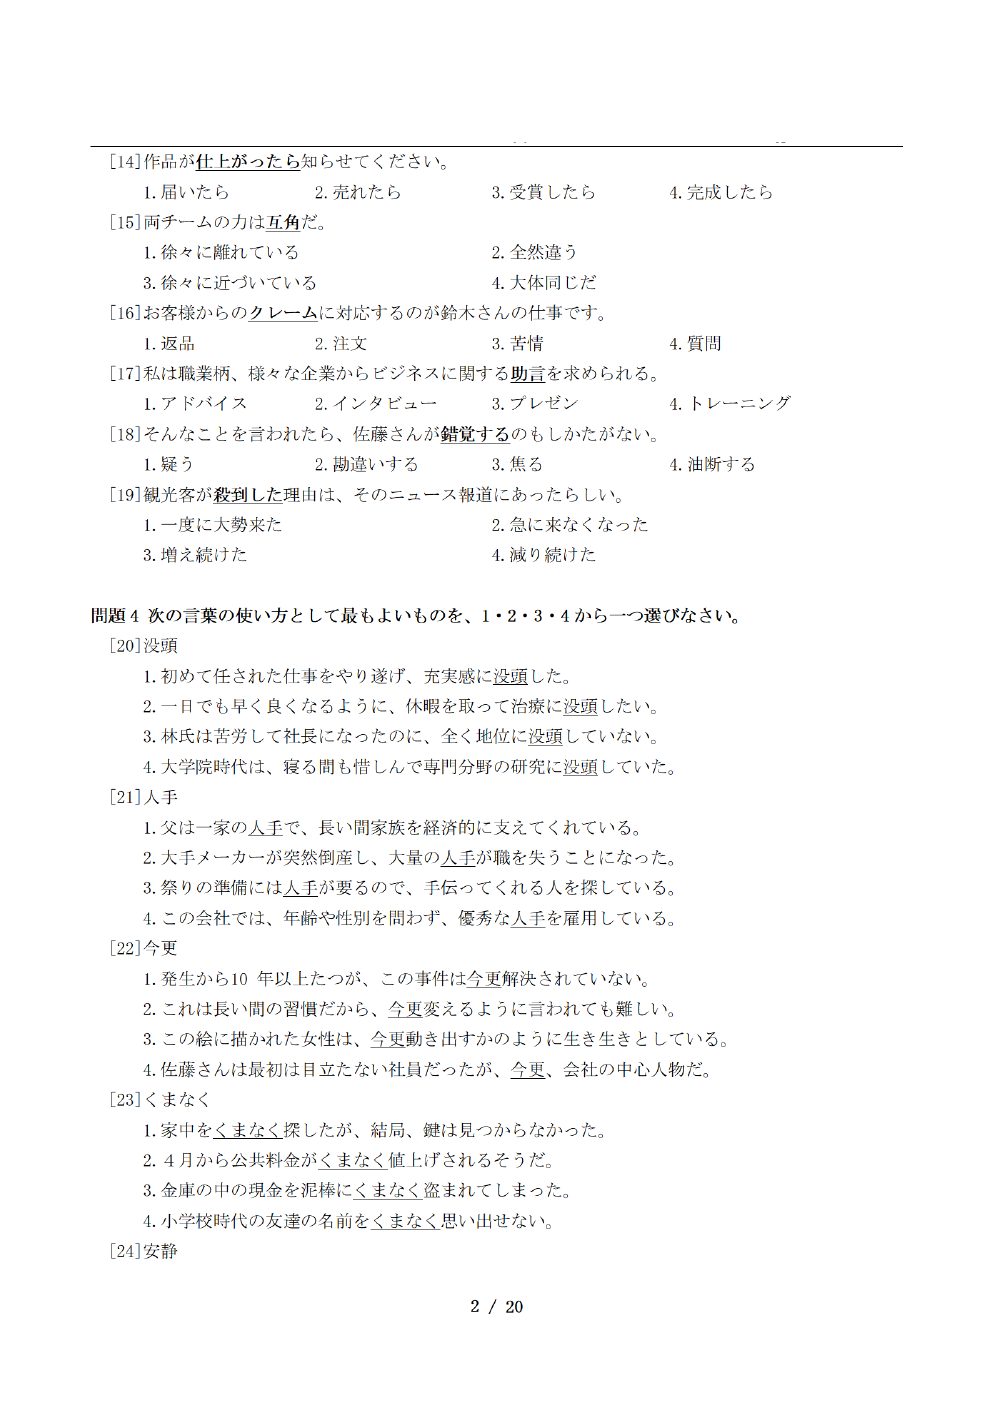 [14]作品が仕上がったら知らせてください。
1.届いたら 2.売れたら 3.受賞したら 4.完成したら
[15]両チームの力は互角だ。
1.徐々に離れている 2.全然違う
3.徐々に近づいている 4.大体同じだ
[16]お客様からのクレームに対応するのが鈴木さんの仕事です。
1.返品 2.注文 3.苦情 4.質問
[17]私は職業柄、様々な企業からビジネスに関する助言を求められる。
1.アドバイス 2.インタビュー 3.プレゼン 4.トレーニング
[18]そんなことを言われたら、佐藤さんが錯覚するのもしかたがない。
1.疑う 2.勘違いする 3.焦る 4.油断する
[19]観光客が殺到した理由は、そのニュース報道にあったらしい。
1.一度に大勢来た 2.急に来なくなった
3.増え続けた 4.減り続けた
問題4 次の言葉の使い方として最もよいものを、1・2・3・4から一つ選びなさい。
[20]没頭
1.初めて任された仕事をやり遂げ、充実感に没頭した。
2.一日でも早く良くなるように、休暇を取って治療に没頭したい。
3.林氏は苦労して社長になったのに、全く地位に没頭していない。
4.大学院時代は、寝る間も惜しんで専門分野の研究に没頭していた。
[21]人手
1.父は一家の人手で、長い間家族を経済的に支えてくれている。
2.大手メーカーが突然倒産し、大量の人手が職を失うことになった。
3.祭りの準備には人手が要るので、手伝ってくれる人を探している。
4.この会社では、年齢や性別を問わず、優秀な人手を雇用している。
[22]今更
1.発生から10 年以上たつが、この事件は今更解決されていない。
2.これは長い間の習慣だから、今更変えるように言われても難しい。
3.この絵に描かれた女性は、今更動き出すかのように生き生きとしている。
4.佐藤さんは最初は目立たない社員だったが、今更、会社の中心人物だ。
[23]くまなく
1.家中をくまなく探したが、結局、鍵は見つからなかった。
2.４月から公共料金がくまなく値上げされるそうだ。
3.金庫の中の現金を泥棒にくまなく盗まれてしまった。
4.小学校時代の友達の名前をくまなく思い出せない。
[24]安静
2 / 20